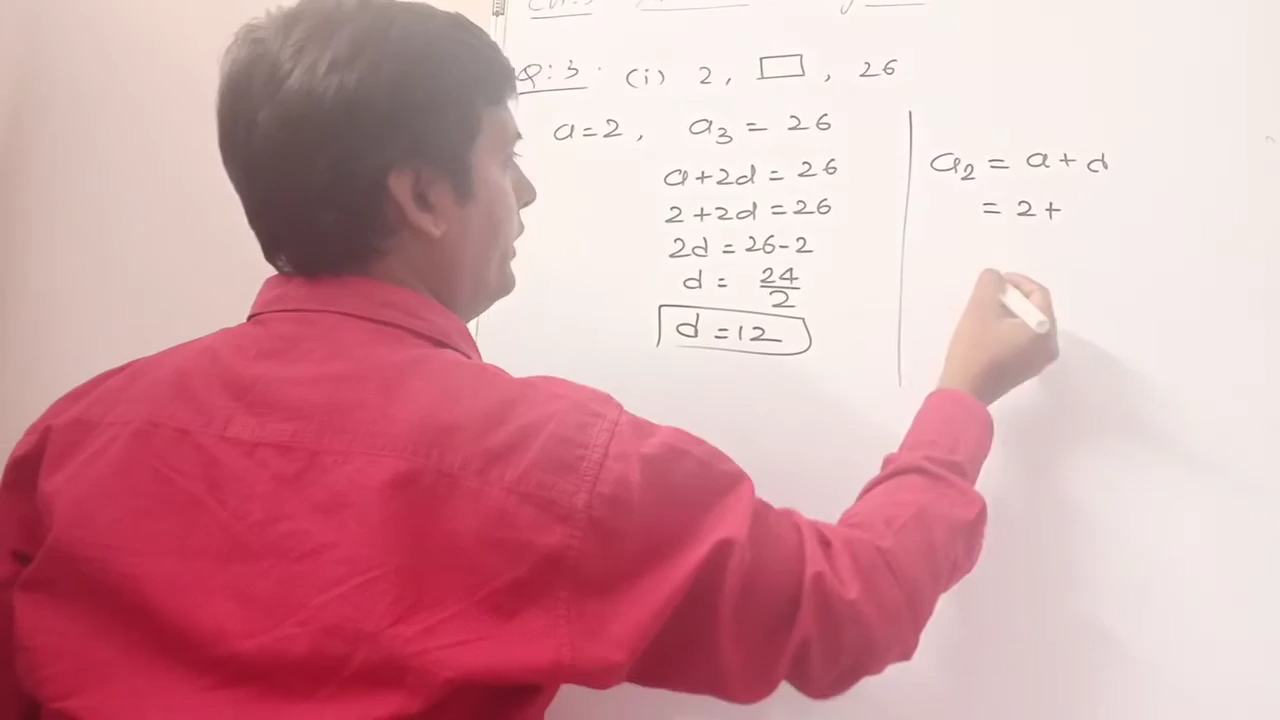 Q:3. (i) 2, □, 26
a=2, a₃ = 26
a+2d = 26
2+2d = 26
2d = 26-2
d = 24/2
d = 12
a₂ = a+d
= 2+